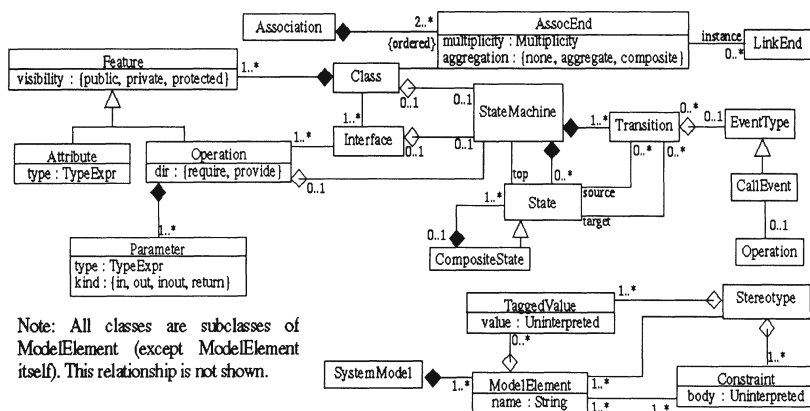 Association
2..*
{ordered}
AssocEnd
multiplicity : Multiplicity
aggregation : {none, aggregate, composite}
instance
0..*
LinkEnd
Feature
visibility : {public, private, protected}
1..*
Class
0..1
0..1
1..*
StateMachine
1..*
Transition
0..*
0..1
EventType
Interface
1..*
0..1
0..1
0..*
0..*
Attribute
type : TypeExpr
Operation
dir : {require, provide}
0..1
top
0..*
CallEvent
State
source
target
1..*
0..1
CompositeState
0..1
Operation
1..*
Parameter
type : TypeExpr
kind : {in, out, inout, return}
Note: All classes are subclasses of
ModelElement (except ModelElement
itself). This relationship is not shown.
TaggedValue
value : Uninterpreted
1..*
Stereotype
0..*
SystemModel
1..*
ModelElement
name : String
1..*
1..*
1..*
1..*
Constraint
body : Uninterpreted